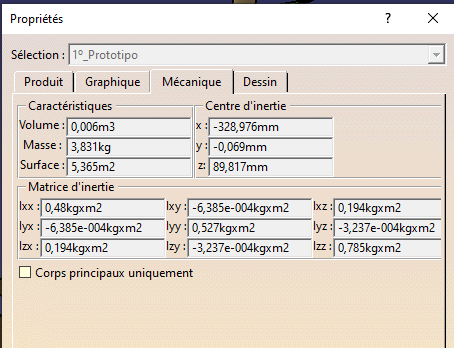 Propriétés
Sélection : 1º_Prototipo
Produit Graphique Mécanique Dessin
Caractéristiques Centre d'inertie
Volume : 0,006m3 x : -328,976mm
Masse : 3,831kg y : -0,069mm
Surface : 5,365m2 z: 89,817mm
Matrice d'inertie
Ixx : 0,48kgxm2 Ixy : -6,385e-004kgxm2 Ixz : 0,194kgxm2
Iyx : -6,385e-004kgxm2 Iyy : 0,527kgxm2 Iyz : -3,237e-004kgxm2
Izx : 0,194kgxm2 Izy : -3,237e-004kgxm2 Izz : 0,785kgxm2
Corps principaux uniquement